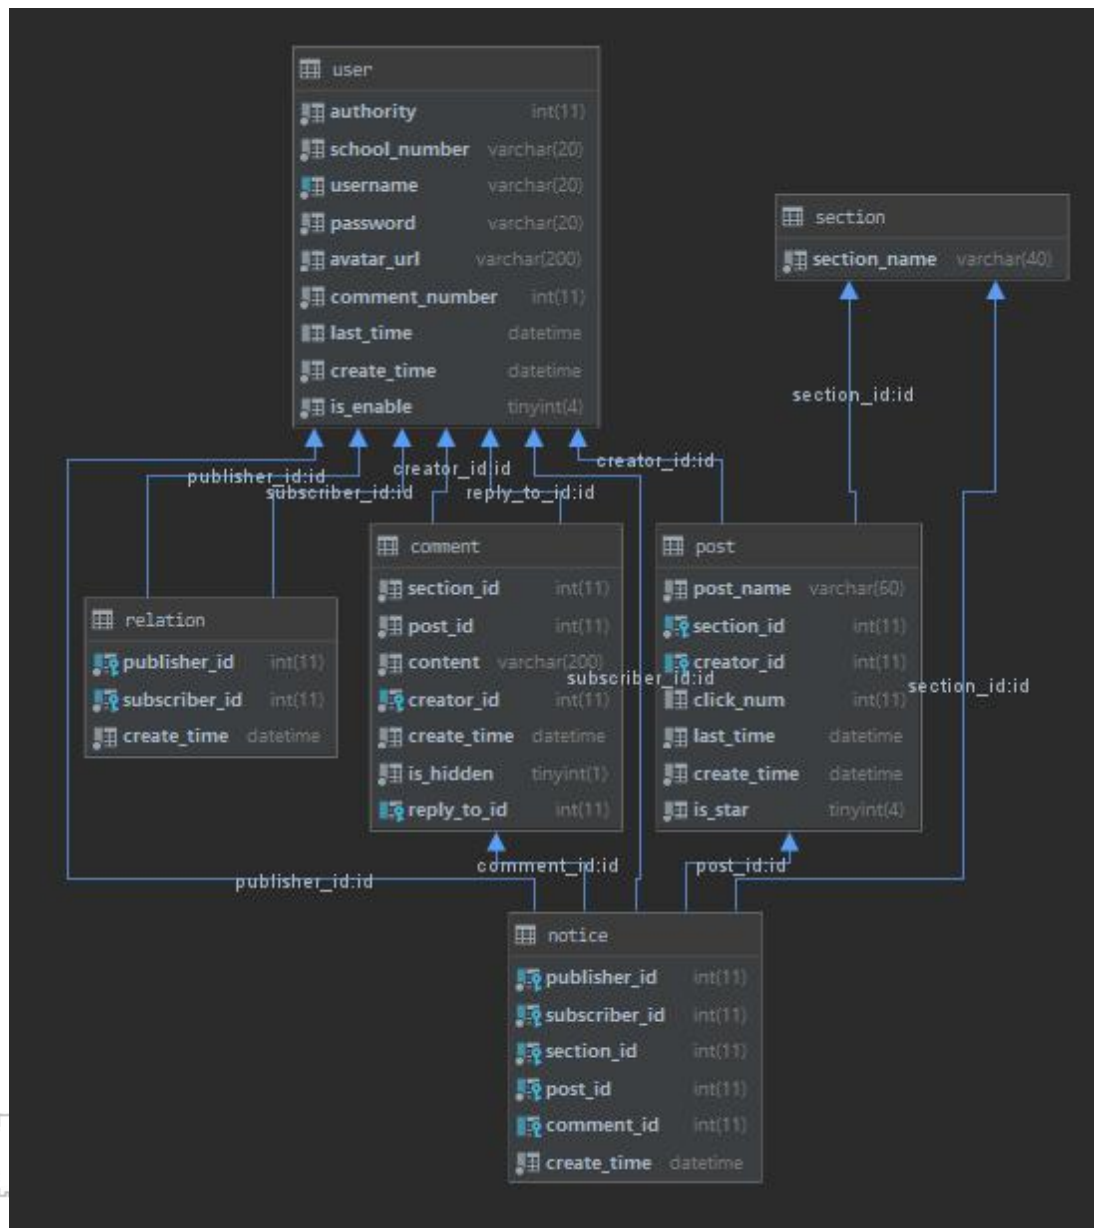 user
authority int(11)
school_number varchar(20)
username varchar(20)
password varchar(20)
avatar_url varchar(200)
comment_number int(11)
last_time datetime
create_time datetime
is_enable tinyint(4)
section
section_name varchar(40)
section_id:id
publisher_id:id
subscriber_id:id
creator_id:id
reply_to_id:id
creator_id:id
comment
section_id int(11)
post_id int(11)
content varchar(200)
creator_id int(11)
create_time datetime
is_hidden tinyint(1)
reply_to_id int(11)
post
post_name varchar(60)
section_id int(11)
creator_id int(11)
click_num int(11)
last_time datetime
create_time datetime
is_star tinyint(4)
relation
publisher_id int(11)
subscriber_id int(11)
create_time datetime
subscriber_id:id
section_id:id
publisher_id:id
comment_id:id
post_id:id
notice
publisher_id int(11)
subscriber_id int(11)
section_id int(11)
post_id int(11)
comment_id int(11)
create_time datetime